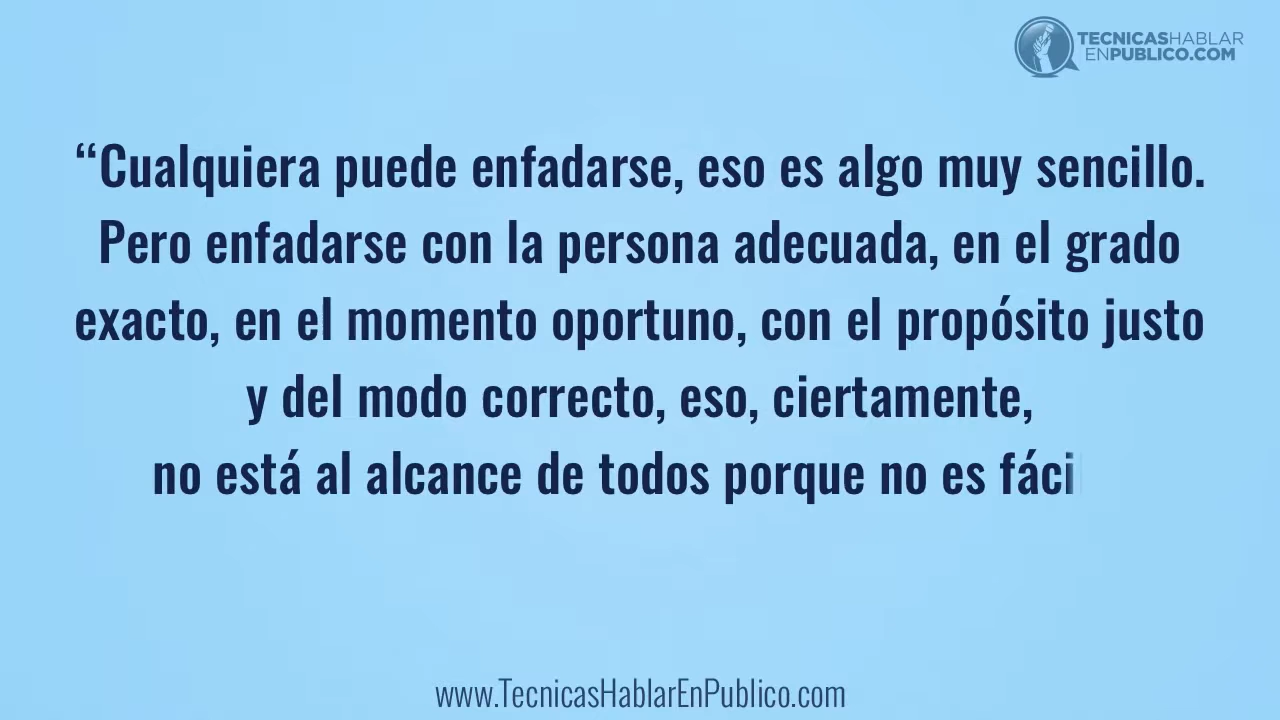 TECNICASHABLAR
ENPUBLICO.COM
“Cualquiera puede enfadarse, eso es algo muy sencillo.
Pero enfadarse con la persona adecuada, en el grado
exacto, en el momento oportuno, con el propósito justo
y del modo correcto, eso, ciertamente,
no está al alcance de todos porque no es fáci
www.TecnicasHablarEnPublico.com